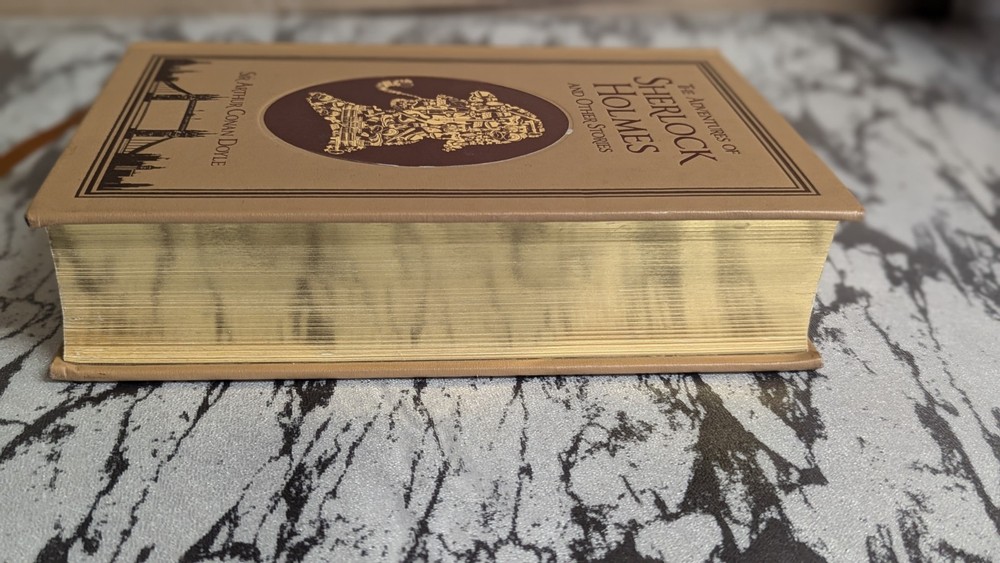 THE ADVENTURES OF
SHERLOCK
HOLMES
AND OTHER STORIES
SIR ARTHUR CONAN DOYLE